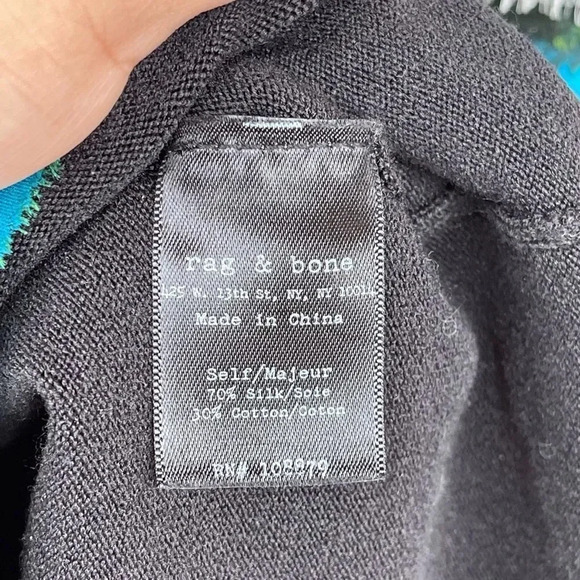 rag & bone
425 W. 13th St, NY, NY 10014
Made in China
Self/Majeur
70% Silk/Soie
30% Cotton/Coton
RN# 105879